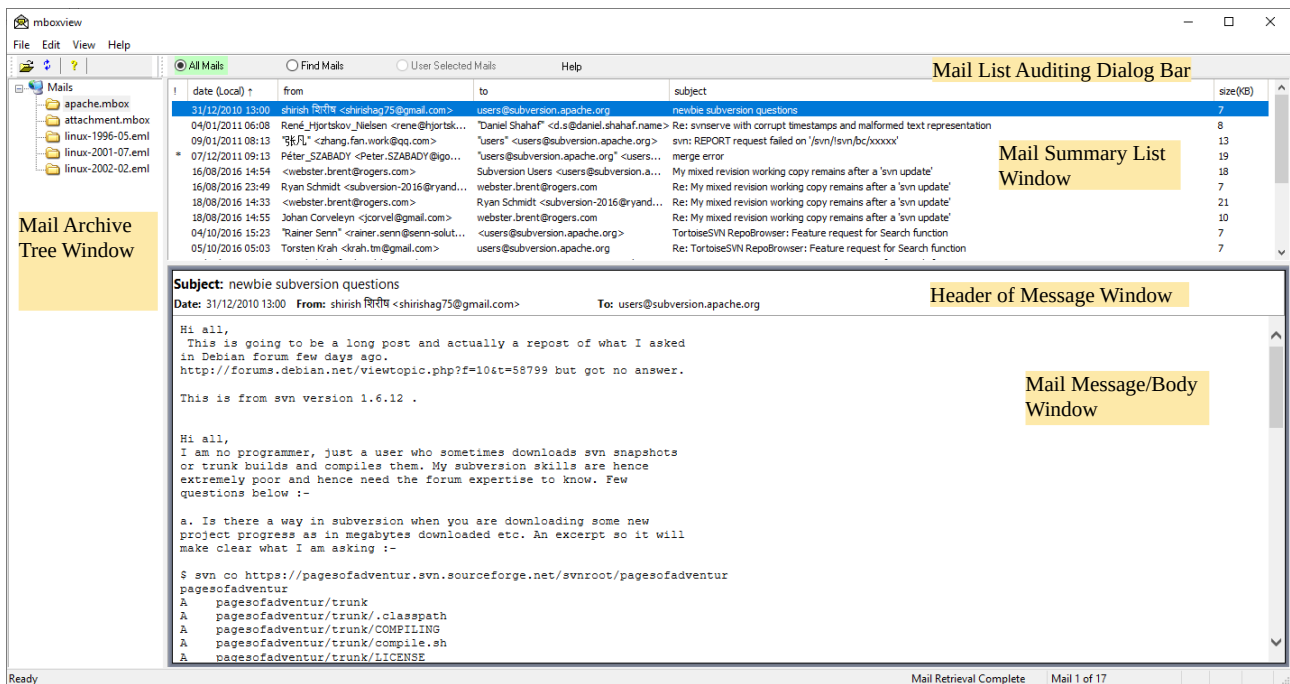 mboxview
File Edit View Help
All Mails Find Mails User Selected Mails Help
Mail List Auditing Dialog Bar
Mails
apache.mbox
attachment.mbox
linux-1996-05.eml
linux-2001-07.eml
linux-2002-02.eml
Mail Archive
Tree Window
! date (Local) ↑ from to subject size(KB)
31/12/2010 13:00 shirish शिरीष <shirishag75@gmail.com> users@subversion.apache.org newbie subversion questions 7
04/01/2011 06:08 René_Hjortskov_Nielsen <rene@hjortsk... "Daniel Shahaf" <d.s@daniel.shahaf.name> Re: svnserve with corrupt timestamps and malformed text representation 8
09/01/2011 08:13 "张凡" <zhang.fan.work@qq.com> "users" <users@subversion.apache.org> svn: REPORT request failed on '/svn/!svn/bc/xxxxx' 13
* 07/12/2011 09:13 Péter_SZABADY <Peter.SZABADY@igo... "users@subversion.apache.org" <users... merge error 19
16/08/2016 14:54 <webster.brent@rogers.com> Subversion Users <users@subversion.a... My mixed revision working copy remains after a 'svn update' 18
16/08/2016 23:49 Ryan Schmidt <subversion-2016@ryand... webster.brent@rogers.com Re: My mixed revision working copy remains after a 'svn update' 7
18/08/2016 14:33 <webster.brent@rogers.com> Ryan Schmidt <subversion-2016@ryand... Re: My mixed revision working copy remains after a 'svn update' 21
18/08/2016 14:55 Johan Corveleyn <jcorvel@gmail.com> webster.brent@rogers.com Re: My mixed revision working copy remains after a 'svn update' 10
04/10/2016 15:23 "Rainer Senn" <rainer.senn@senn-solut... <users@subversion.apache.org> TortoiseSVN RepoBrowser: Feature request for Search function 7
05/10/2016 05:03 Torsten Krah <krah.tm@gmail.com> users@subversion.apache.org Re: TortoiseSVN RepoBrowser: Feature request for Search function 7
Mail Summary List
Window
Subject: newbie subversion questions
Date: 31/12/2010 13:00 From: shirish शिरीष <shirishag75@gmail.com> To: users@subversion.apache.org
Header of Message Window
Hi all,
This is going to be a long post and actually a repost of what I asked
in Debian forum few days ago.
http://forums.debian.net/viewtopic.php?f=10&t=58799 but got no answer.
This is from svn version 1.6.12 .
Mail Message/Body
Window
Hi all,
I am no programmer, just a user who sometimes downloads svn snapshots
or trunk builds and compiles them. My subversion skills are hence
extremely poor and hence need the forum expertise to know. Few
questions below :-
a. Is there a way in subversion when you are downloading some new
project progress as in megabytes downloaded etc. An excerpt so it will
make clear what I am asking :-
$ svn co https://pagesofadventur.svn.sourceforge.net/svnroot/pagesofadventur
pagesofadventur
A pagesofadventur/trunk
A pagesofadventur/trunk/.classpath
A pagesofadventur/trunk/COMPILING
A pagesofadventur/trunk/compile.sh
A pagesofadventur/trunk/LICENSE
Ready Mail Retrieval Complete Mail 1 of 17